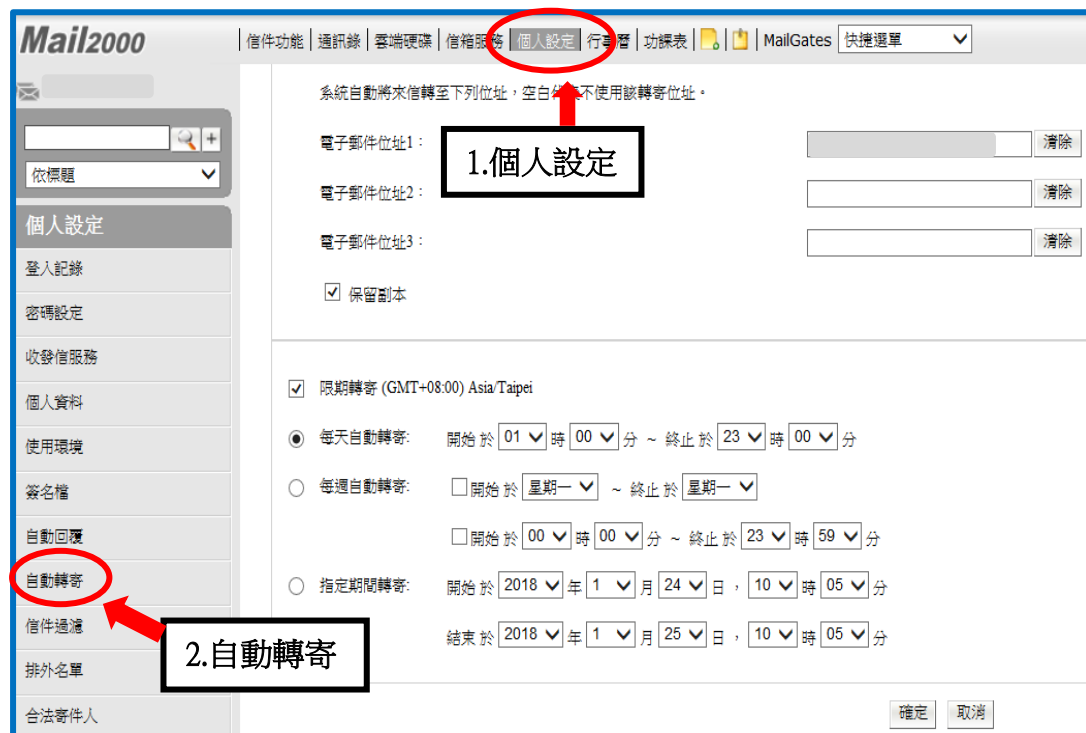 Mail2000
信件功能 | 通訊錄 | 雲端硬碟 | 信箱服務 | 個人設定 | 行事曆 | 功課表 | MailGates 快捷選單
系統自動將來信轉至下列位址，空白代表不使用該轉寄位址。
依標題
電子郵件位址1： 清除
1.個人設定
電子郵件位址2： 清除
電子郵件位址3： 清除
保留副本
個人設定
登入記錄
密碼設定
收發信服務
個人資料
使用環境
簽名檔
自動回覆
自動轉寄
信件過濾
排外名單
合法寄件人
2.自動轉寄
限期轉寄 (GMT+08:00) Asia/Taipei
每天自動轉寄: 開始 於 01 時 00 分 ~ 終止 於 23 時 00 分
每週自動轉寄: 開始 於 星期一 ~ 終止 於 星期一
開始 於 00 時 00 分 ~ 終止 於 23 時 59 分
指定期間轉寄: 開始 於 2018 年 1 月 24 日 ， 10 時 05 分
結束 於 2018 年 1 月 25 日 ， 10 時 05 分
確定 取消